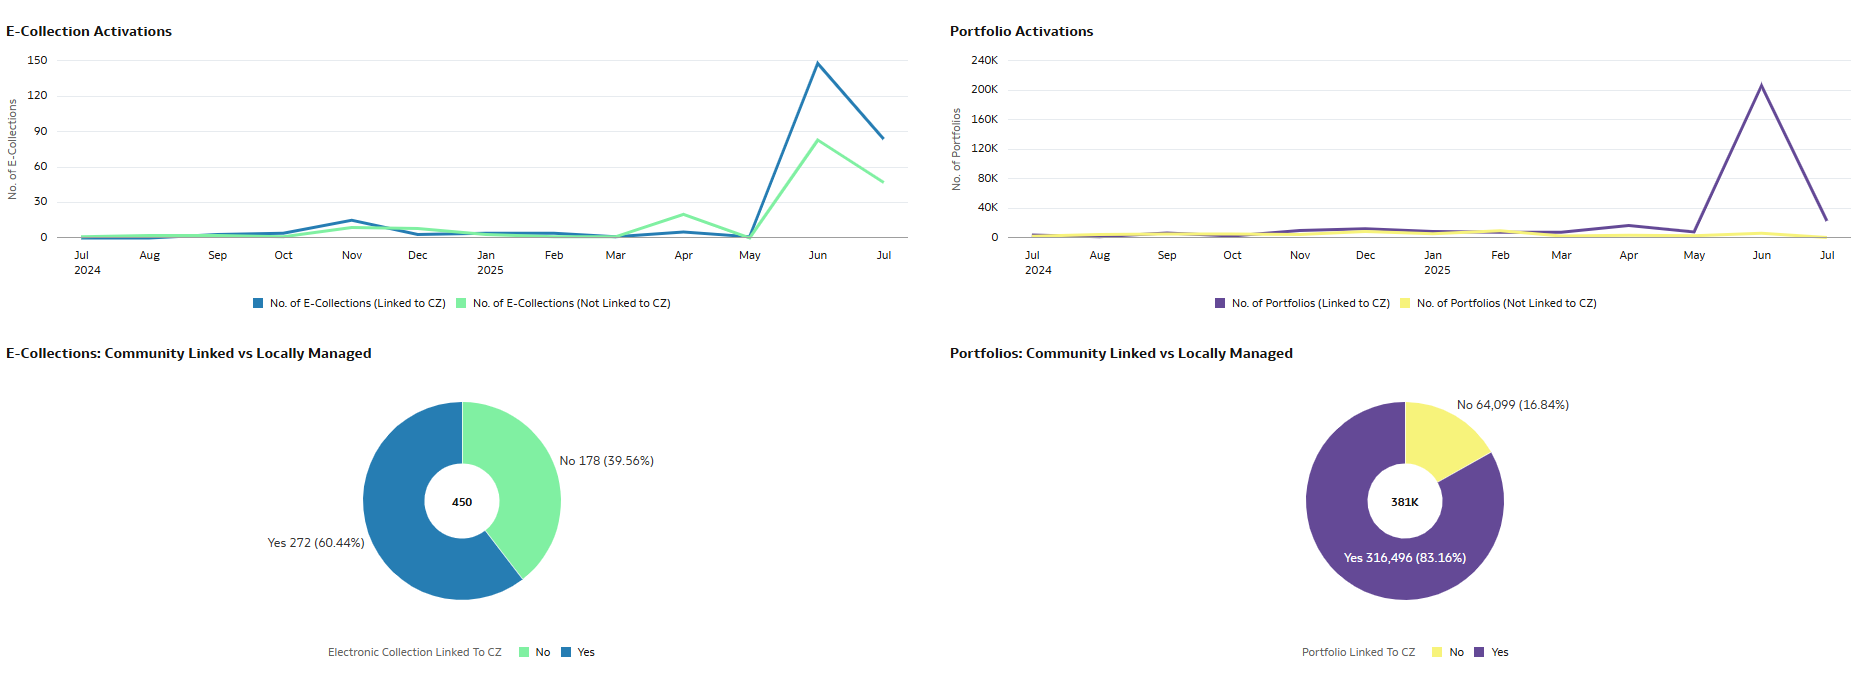 E-Collection Activations
150
120
90
60
30
0
No. of E-Collections
Jul Aug Sep Oct Nov Dec Jan Feb Mar Apr May Jun Jul
2024 2025
No. of E-Collections (Linked to CZ) No. of E-Collections (Not Linked to CZ)
Portfolio Activations
240K
200K
160K
120K
80K
40K
0
No. of Portfolios
Jul Aug Sep Oct Nov Dec Jan Feb Mar Apr May Jun Jul
2024 2025
No. of Portfolios (Linked to CZ) No. of Portfolios (Not Linked to CZ)
E-Collections: Community Linked vs Locally Managed
No 178 (39.56%)
450
Yes 272 (60.44%)
Electronic Collection Linked To CZ No Yes
Portfolios: Community Linked vs Locally Managed
No 64,099 (16.84%)
381K
Yes 316,496 (83.16%)
Portfolio Linked To CZ No Yes